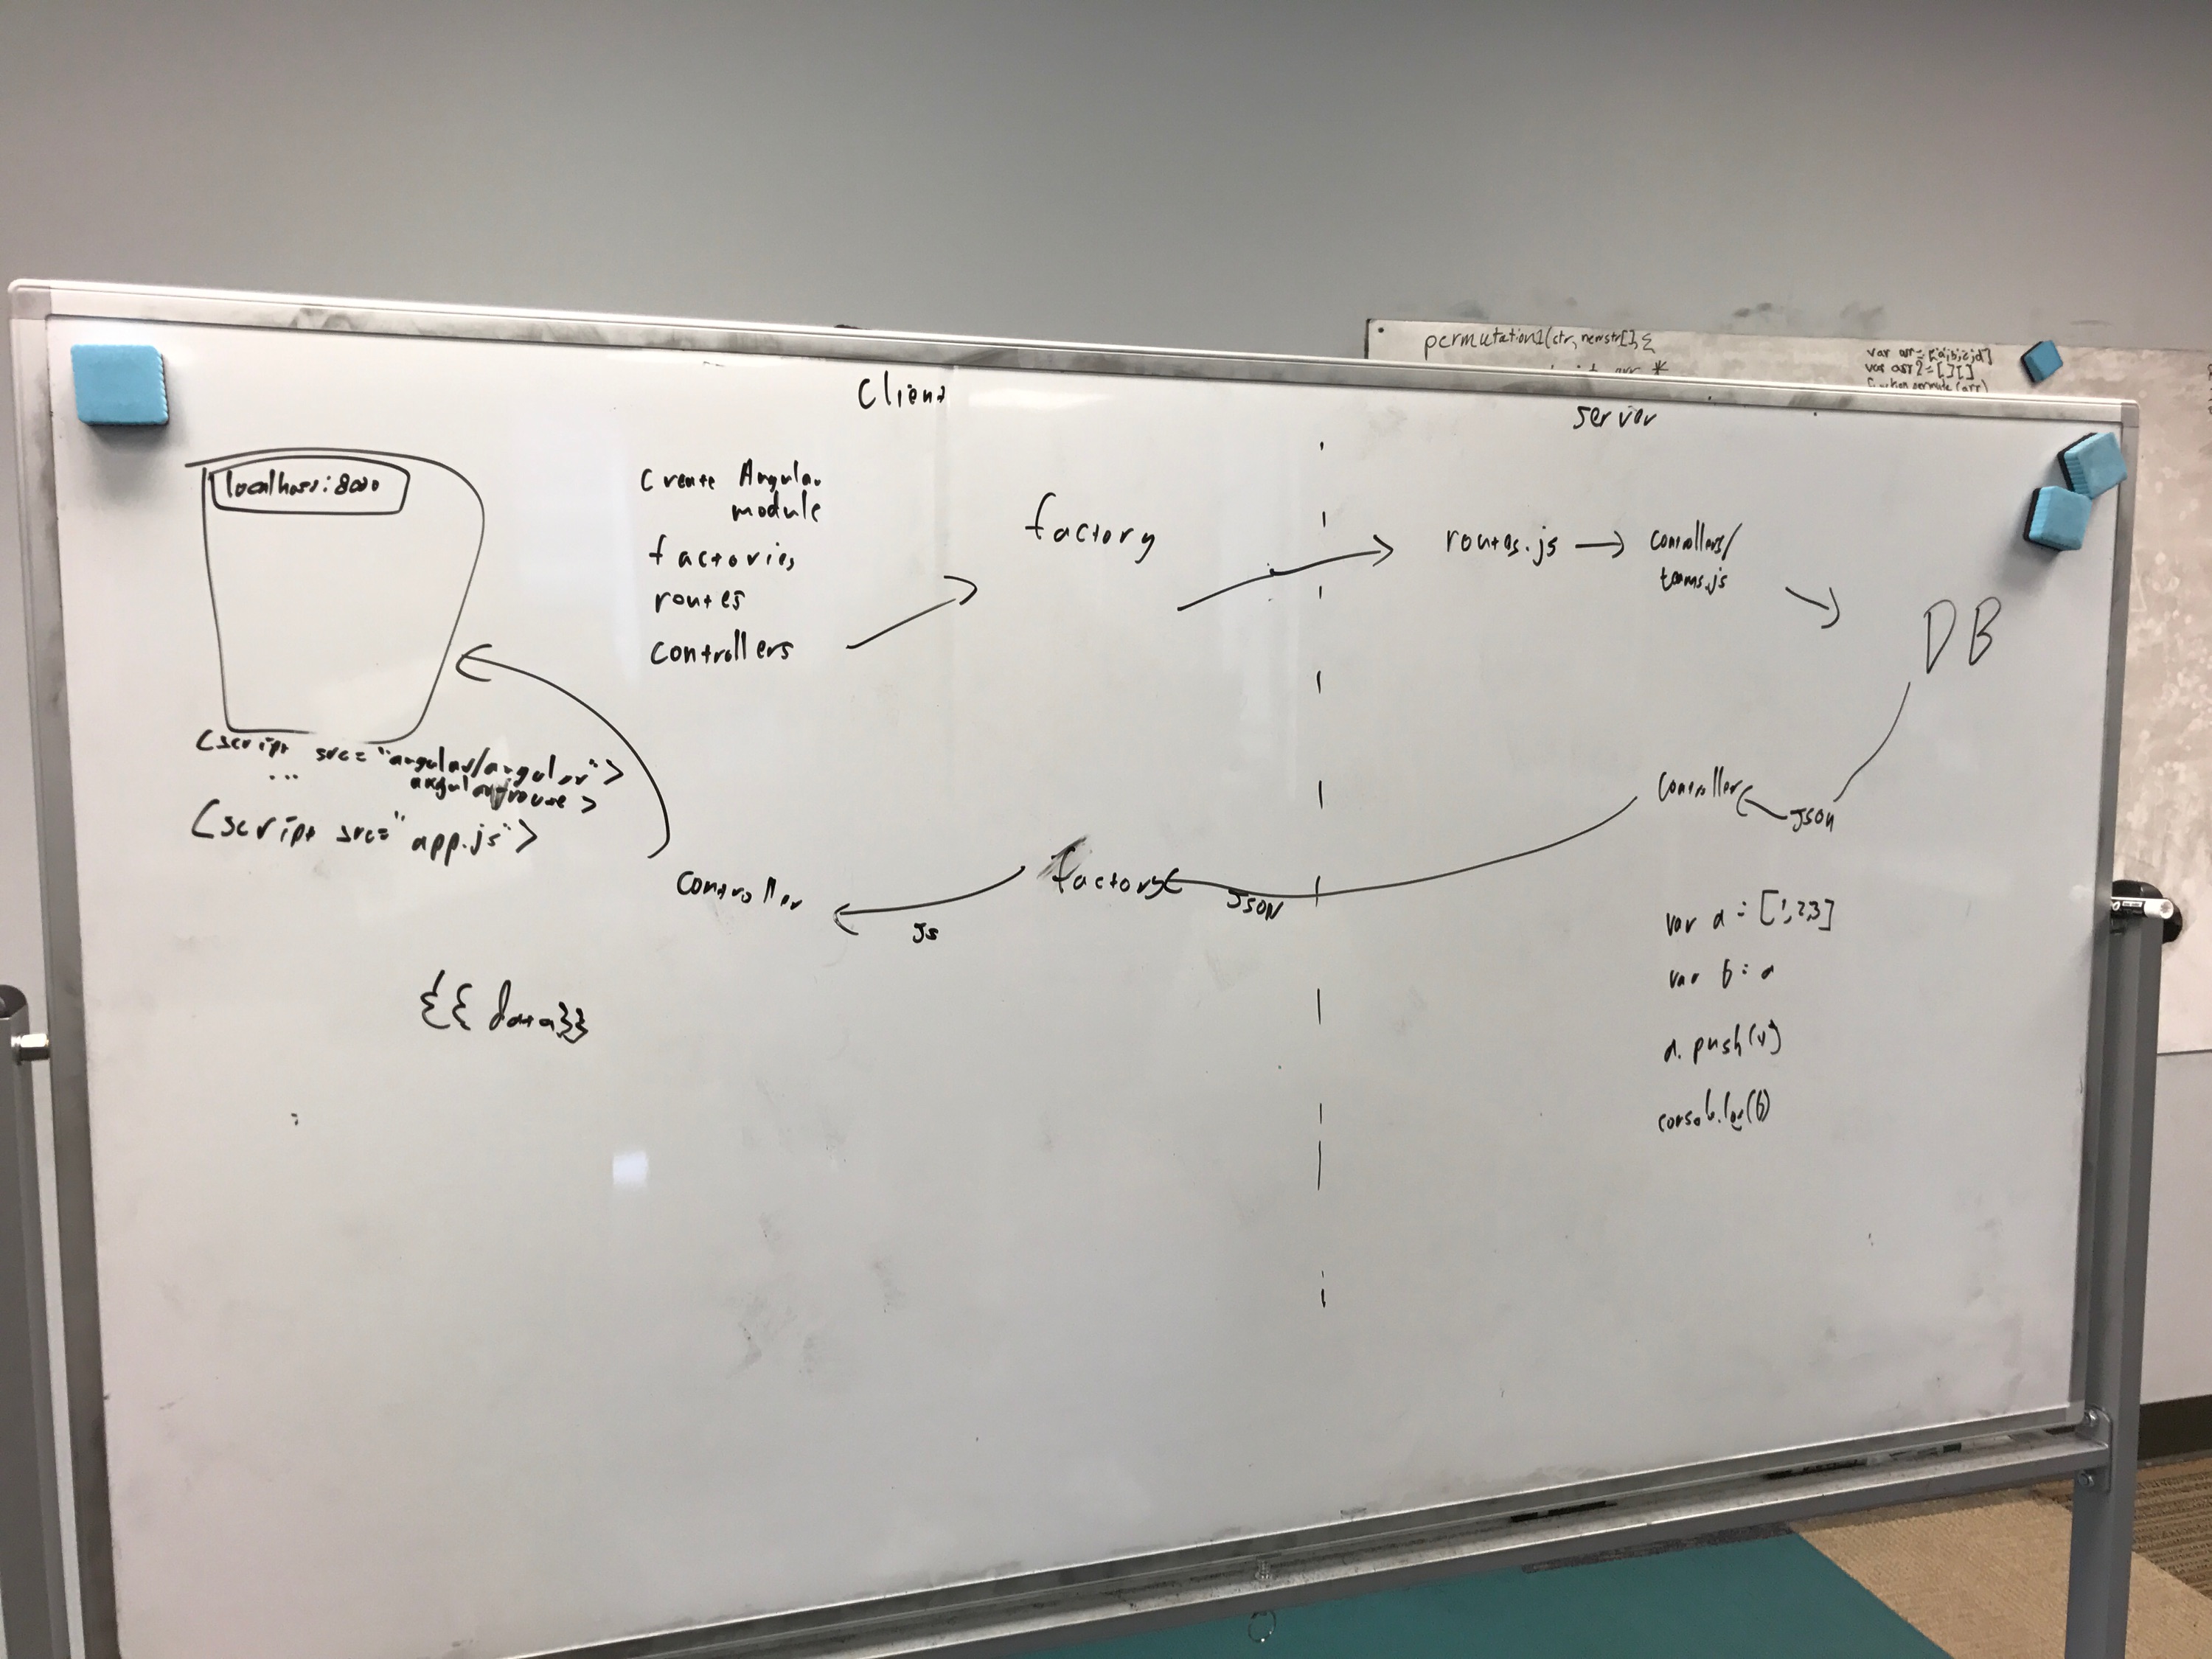 permutation1(str, newstr[],{
var arr = ['a','b','c','d']
var arr2 = [][]
function permute(arr)
Client
Server
localhost:8000
create Angular
module
factories
routes
controllers
factory
routes.js
controllers/
teams.js
DB
<script src="angular/angular">
...
angular-route >
<script src="app.js">
controller
JSON
factory
JSON
controller
JS
{{data}}
var a = [1,2,3]
var b = a
a.push(4)
console.log(b)